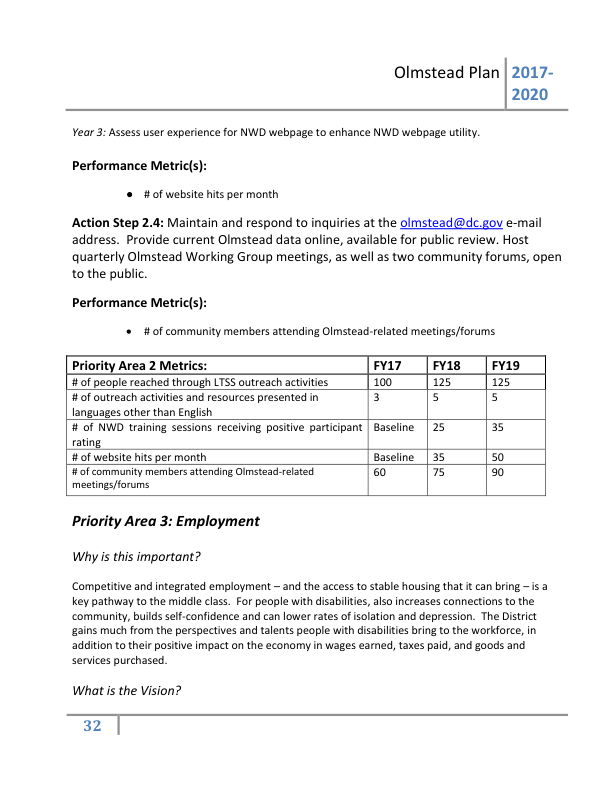 Olmstead Plan 2017-
2020
Year 3: Assess user experience for NWD webpage to enhance NWD webpage utility.
Performance Metric(s):
● # of website hits per month
Action Step 2.4: Maintain and respond to inquiries at the olmstead@dc.gov e-mail
address.  Provide current Olmstead data online, available for public review. Host
quarterly Olmstead Working Group meetings, as well as two community forums, open
to the public.
Performance Metric(s):
• # of community members attending Olmstead-related meetings/forums
Priority Area 2 Metrics: FY17 FY18 FY19
# of people reached through LTSS outreach activities 100 125 125
# of outreach activities and resources presented in 3 5 5
languages other than English
# of NWD training sessions receiving positive participant Baseline 25 35
rating
# of website hits per month Baseline 35 50
# of community members attending Olmstead-related 60 75 90
meetings/forums
Priority Area 3: Employment
Why is this important?
Competitive and integrated employment – and the access to stable housing that it can bring – is a
key pathway to the middle class.  For people with disabilities, also increases connections to the
community, builds self-confidence and can lower rates of isolation and depression.  The District
gains much from the perspectives and talents people with disabilities bring to the workforce, in
addition to their positive impact on the economy in wages earned, taxes paid, and goods and
services purchased.
What is the Vision?
32